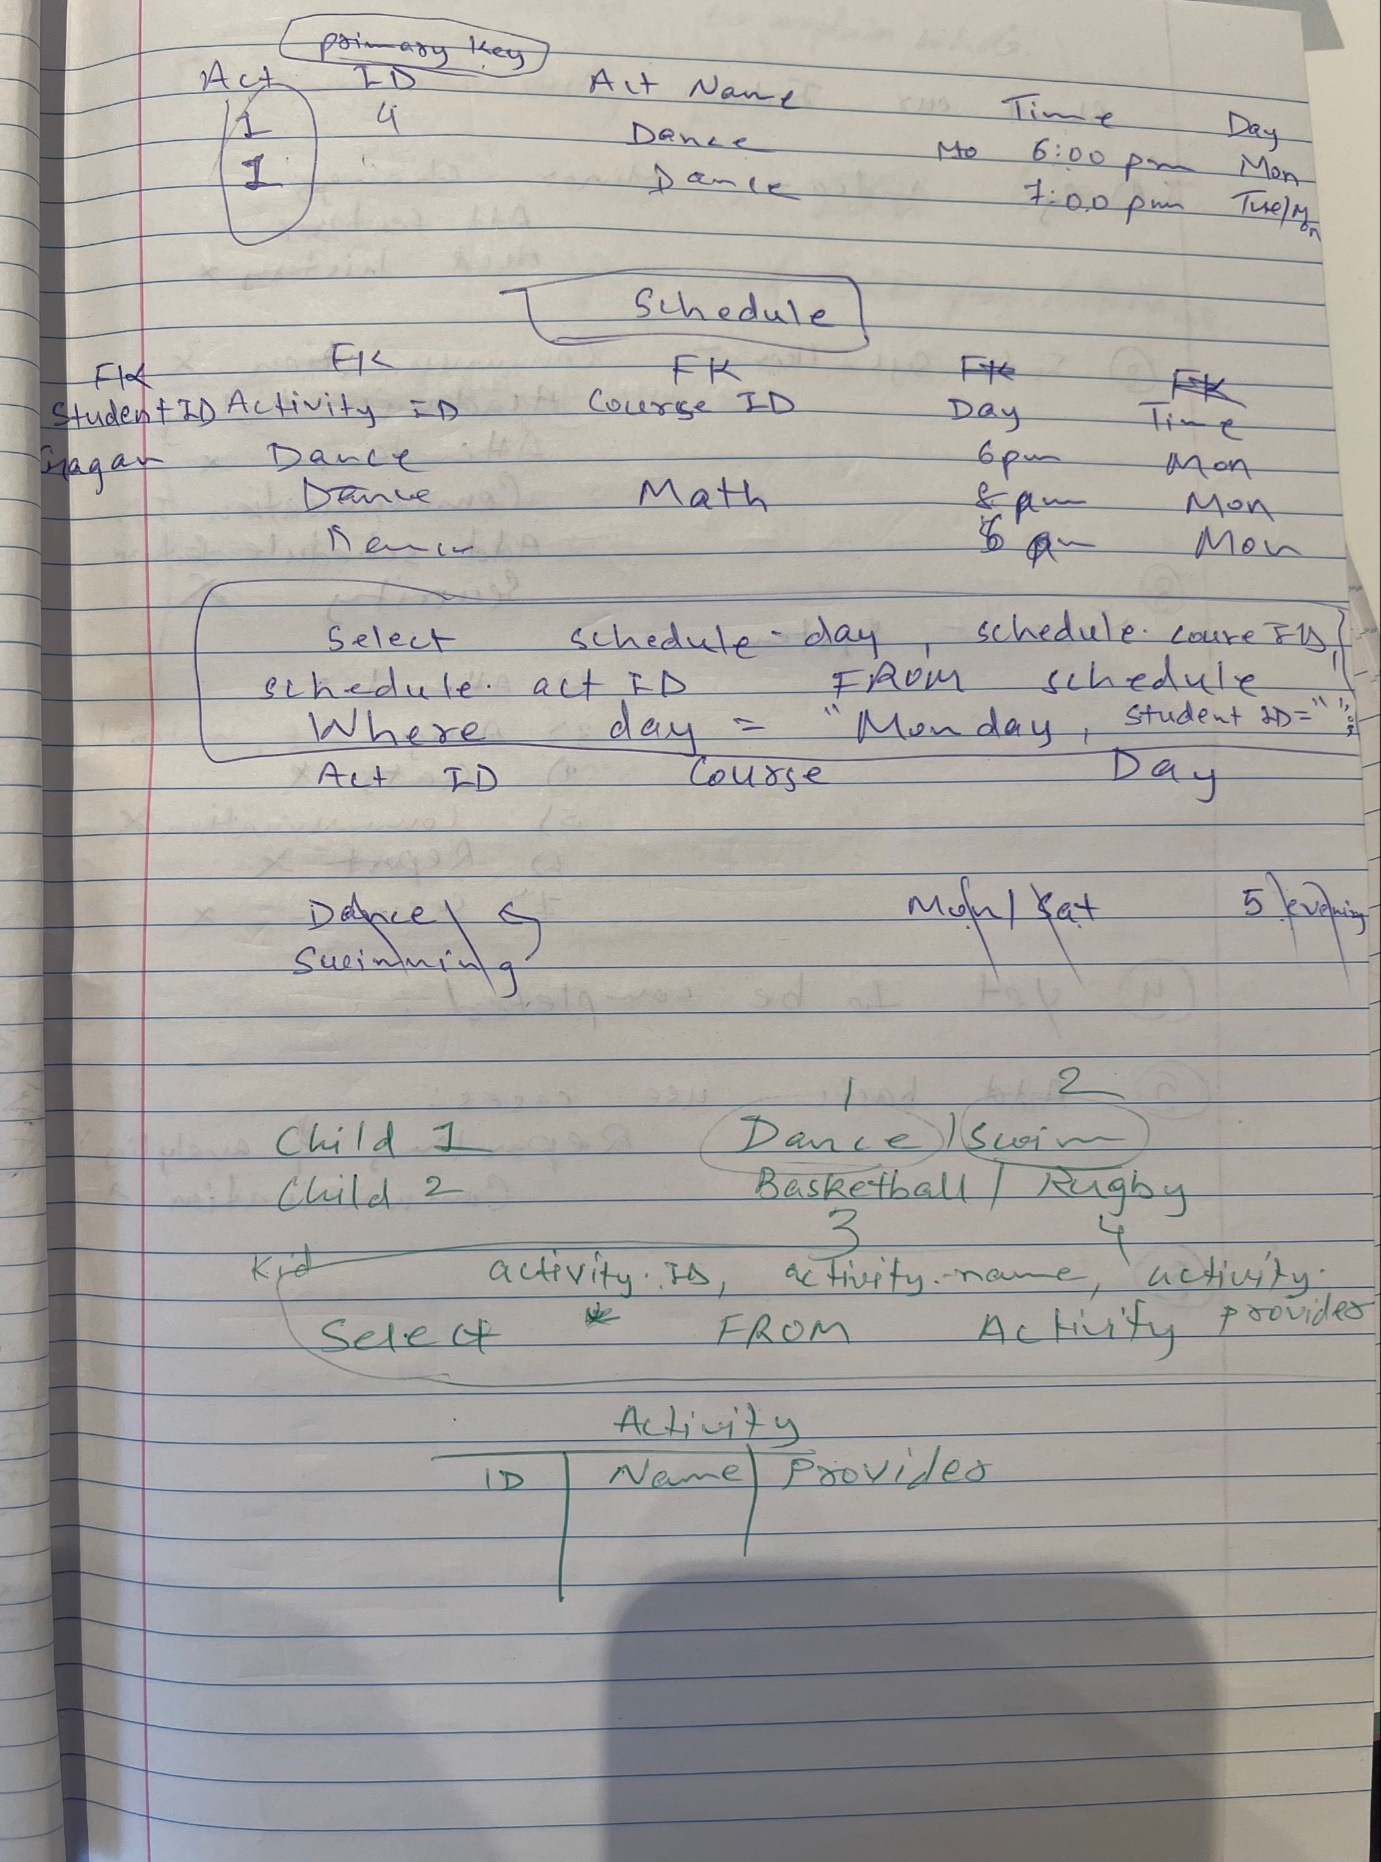 primary key
Act ID Act Name Time Day
1 4 Dance Mo 6:00 pm Mon
1 Dance 7:00 pm Tue/Mon
Schedule
FK FK FK FK FK
Student ID Activity ID Course ID Day Time
Gagan Dance 6pm Mon
Dance Math 8 pm Mon
Mon
Select schedule. day, schedule. coure ID,
schedule. act ID FROM schedule
Where day = "Monday, student ID=" ";
Act ID Course Day
Dance Mon/Sat 5 evening
Swimming
1 2
Child 1 Dance / Swim
Child 2 Basketball / Rugby
3 4
Kid activity. ID, activity. name, activity.
provider
Select * FROM Activity
Activity
ID Name Provider